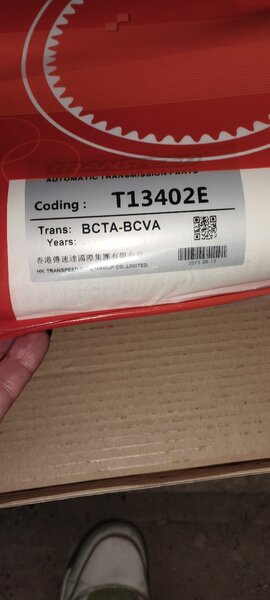 TRANSPEED
AUTOMATIC TRANSMISSION PARTS
Coding : T13402E
Trans: BCTA-BCVA
Years:
香港傳速達國際集團有限公司
HK TRANSPEED GROUP CO.,LIMITED